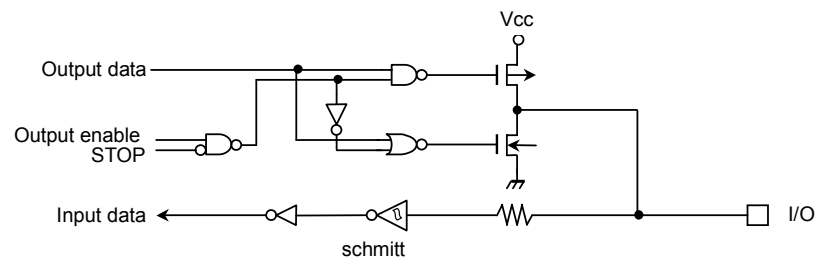 Vcc
Output data
Output enable
STOP
Input data
I/O
schmitt